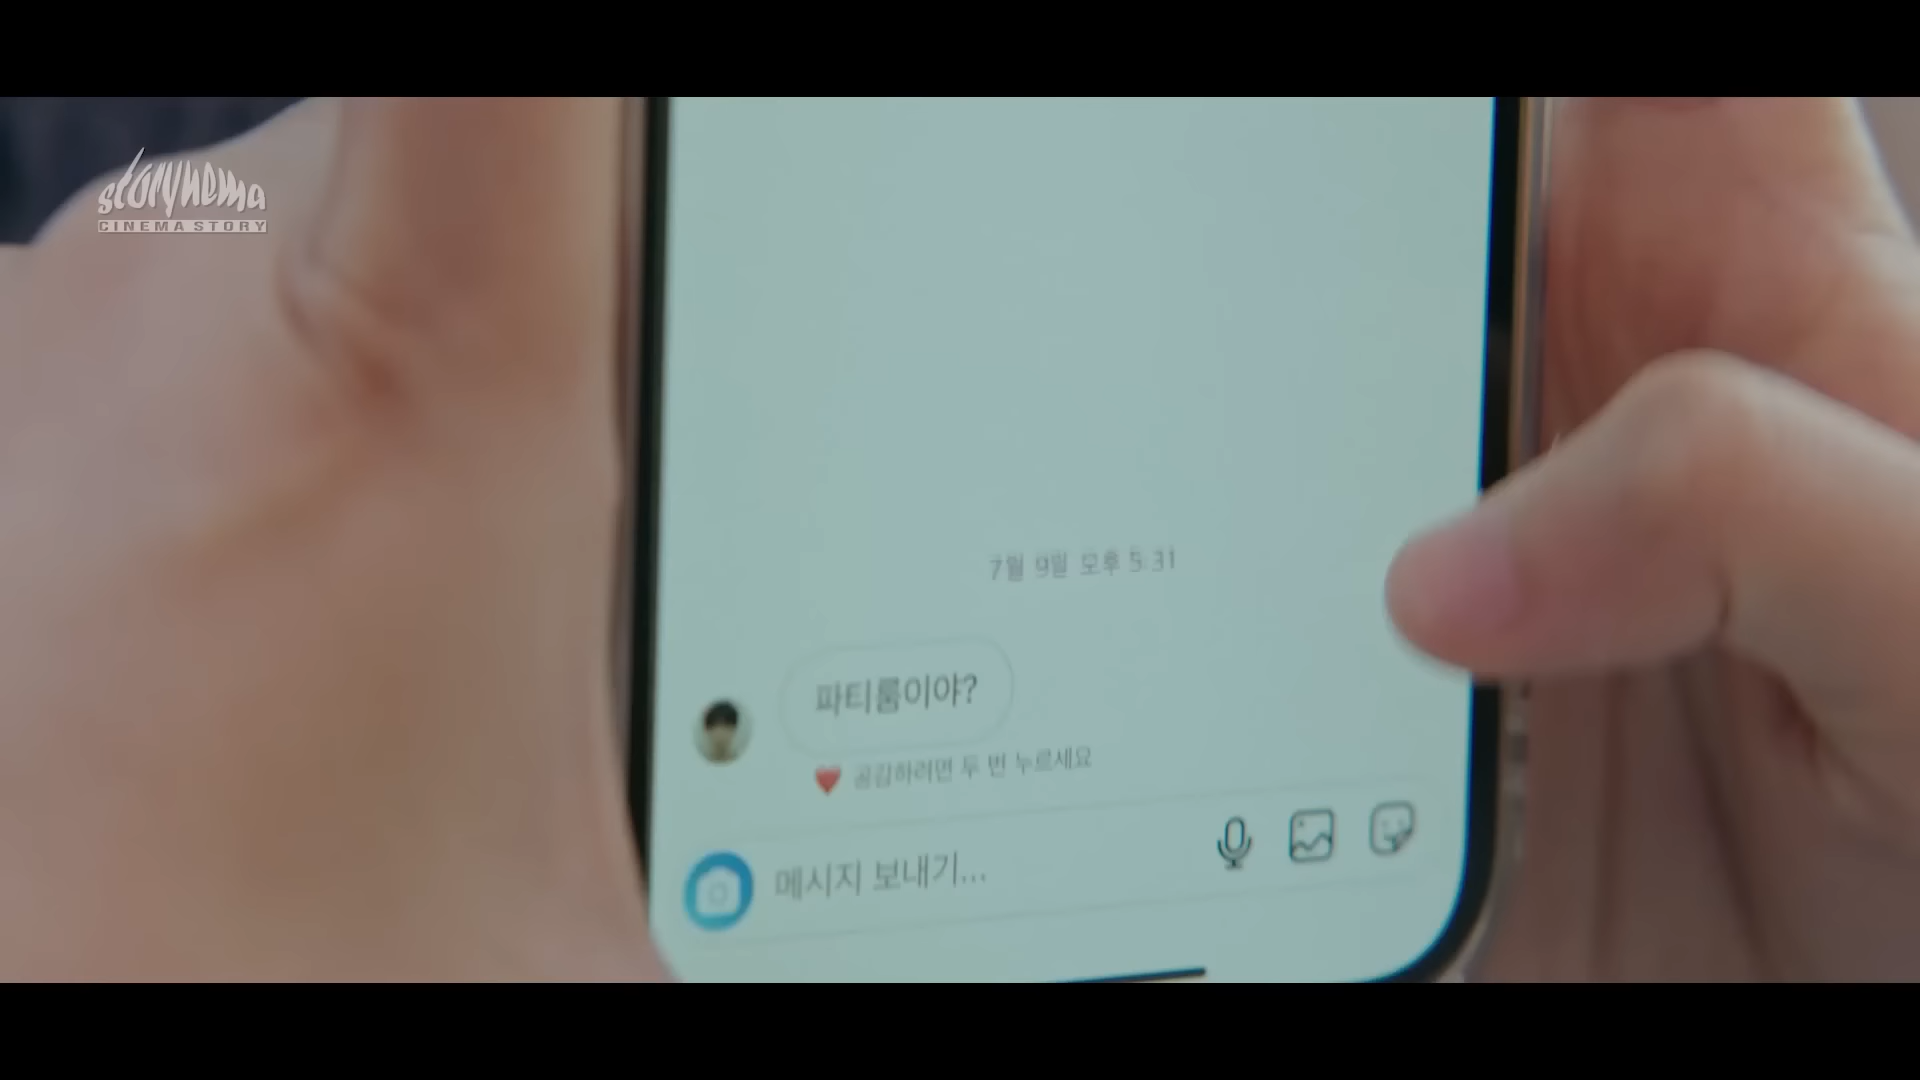 storynema
CINEMA STORY
7월 9일 오후 5:31
파티룸이야?
공감하려면 두 번 누르세요
메시지 보내기...